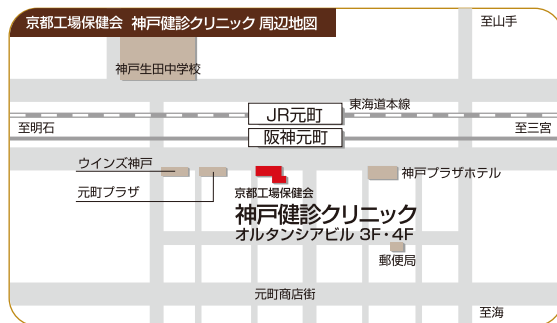 京都工場保健会 神戸健診クリニック 周辺地図
至山手
神戸生田中学校
東海道本線
JR元町
至明石
至三宮
阪神元町
ウインズ神戸
神戸プラザホテル
元町プラザ
京都工場保健会
神戸健診クリニック
オルタンシアビル 3F・4F
郵便局
元町商店街
至海